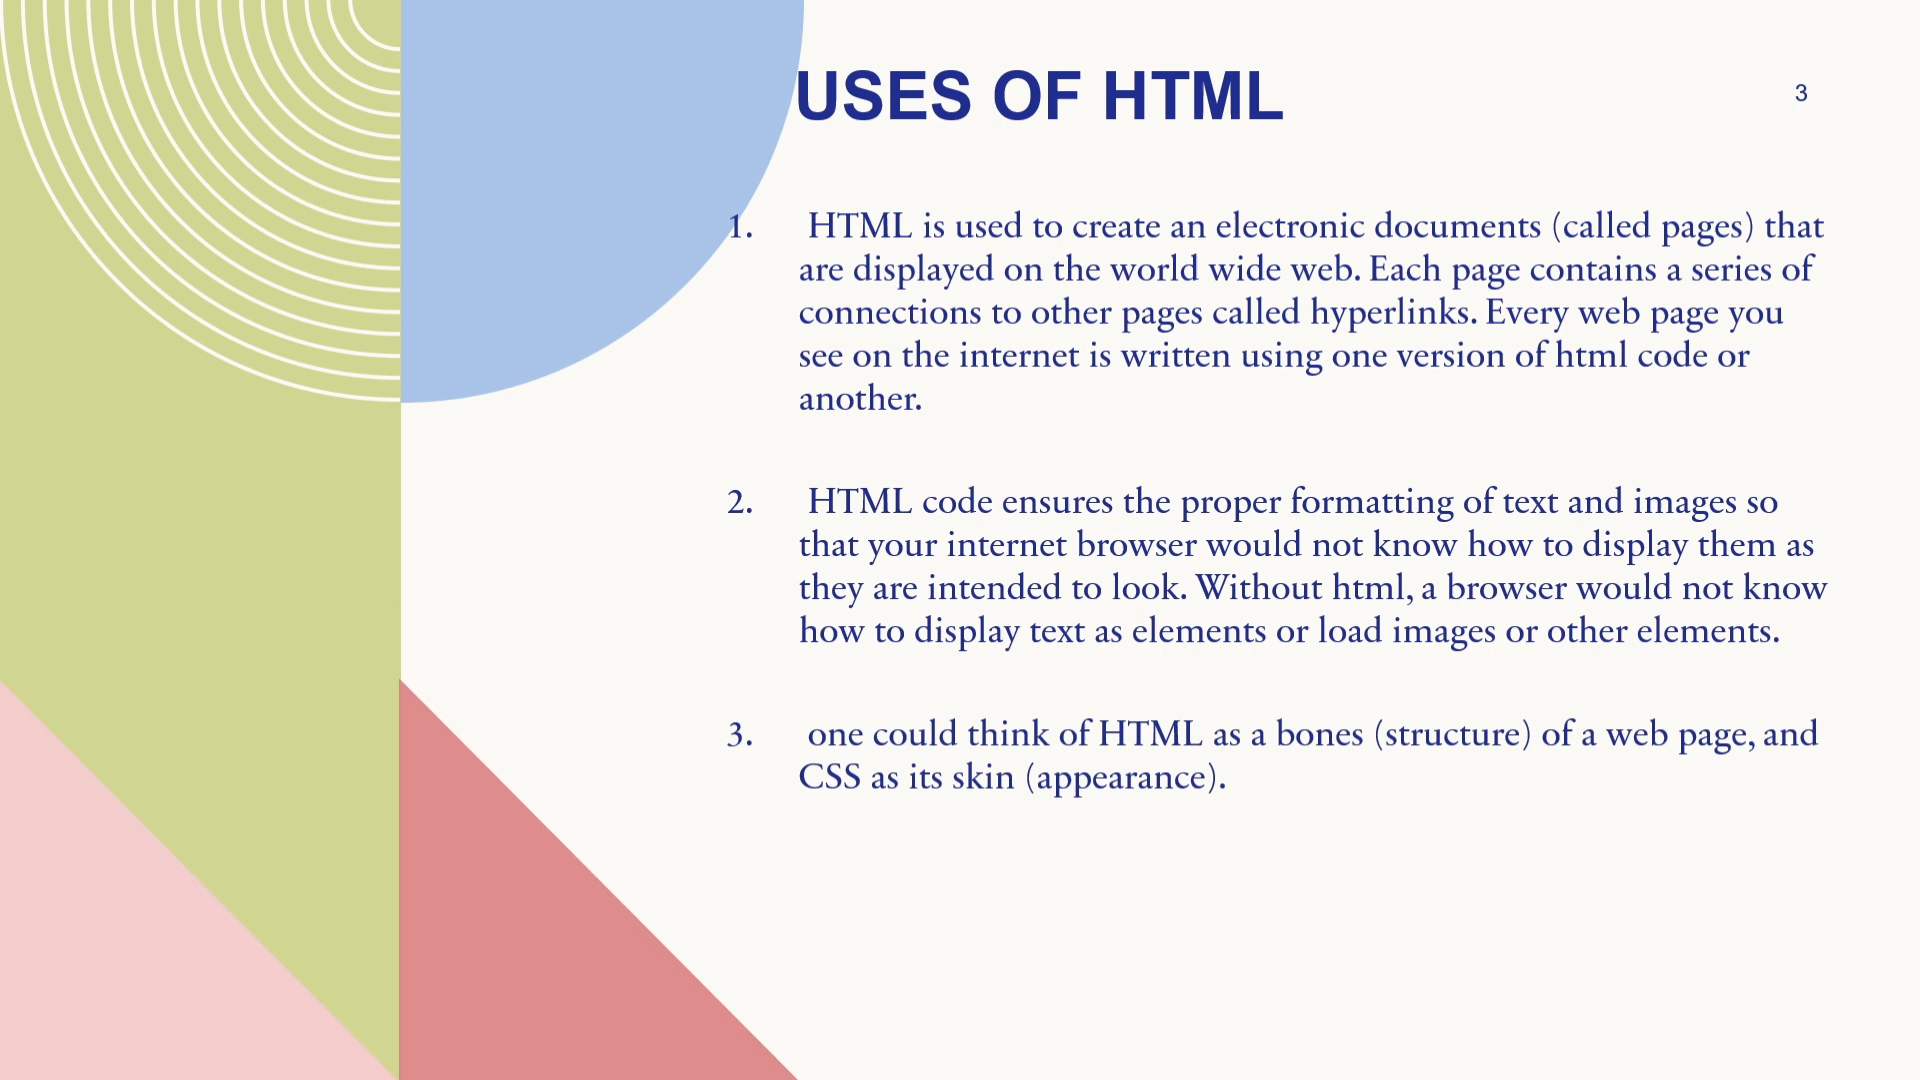 USES OF HTML
3
1. HTML is used to create an electronic documents (called pages) that
are displayed on the world wide web. Each page contains a series of
connections to other pages called hyperlinks. Every web page you
see on the internet is written using one version of html code or
another.
2. HTML code ensures the proper formatting of text and images so
that your internet browser would not know how to display them as
they are intended to look. Without html, a browser would not know
how to display text as elements or load images or other elements.
3. one could think of HTML as a bones (structure) of a web page, and
CSS as its skin (appearance).